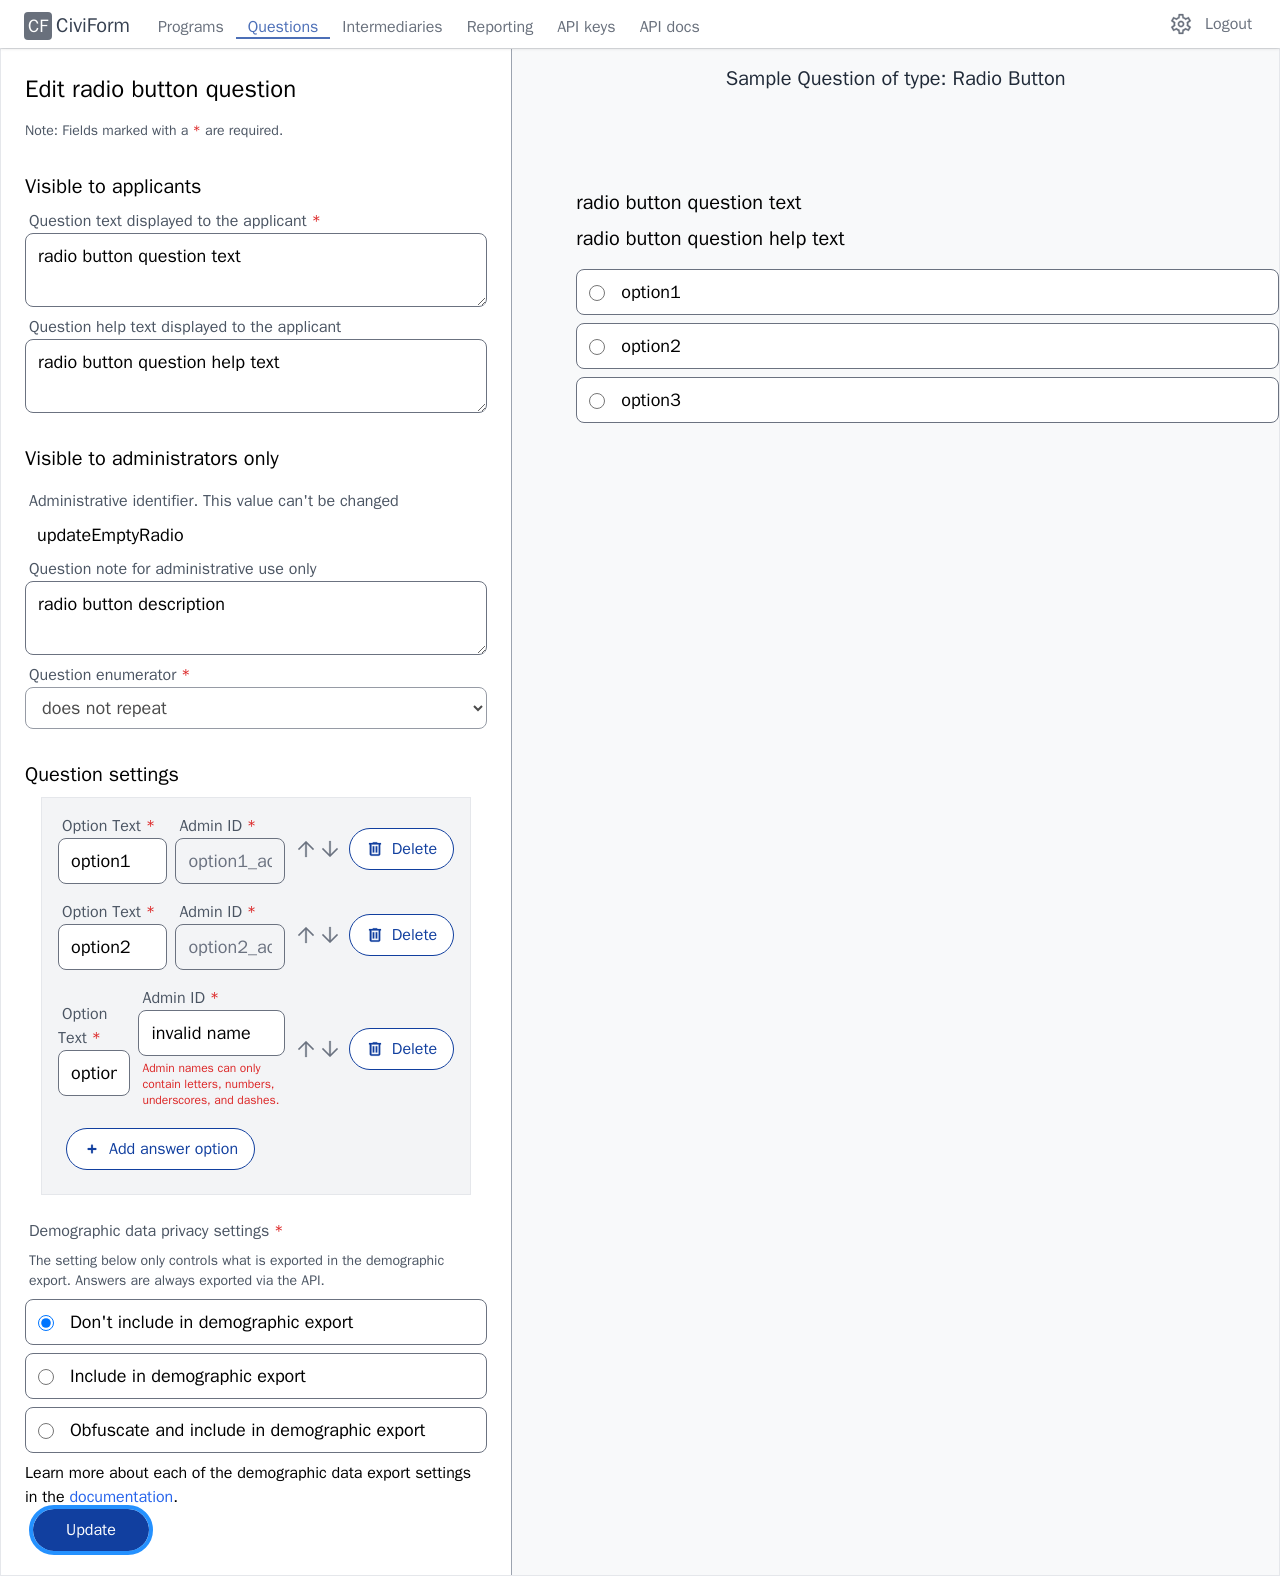 CF CiviForm Programs Questions Intermediaries Reporting API keys API docs Logout
Edit radio button question
Note: Fields marked with a * are required.
Visible to applicants
Question text displayed to the applicant *
radio button question text
Question help text displayed to the applicant
radio button question help text
Visible to administrators only
Administrative identifier. This value can't be changed
updateEmptyRadio
Question note for administrative use only
radio button description
Question enumerator *
does not repeat
Question settings
Option Text * Admin ID *
option1 option1_ad Delete
Option Text * Admin ID *
option2 option2_ad Delete
Admin ID *
Option
Text *
invalid name
option
Delete
Admin names can only
contain letters, numbers,
underscores, and dashes.
+ Add answer option
Demographic data privacy settings *
The setting below only controls what is exported in the demographic
export. Answers are always exported via the API.
Don't include in demographic export
Include in demographic export
Obfuscate and include in demographic export
Learn more about each of the demographic data export settings
in the documentation.
Update
Sample Question of type: Radio Button
radio button question text
radio button question help text
option1
option2
option3